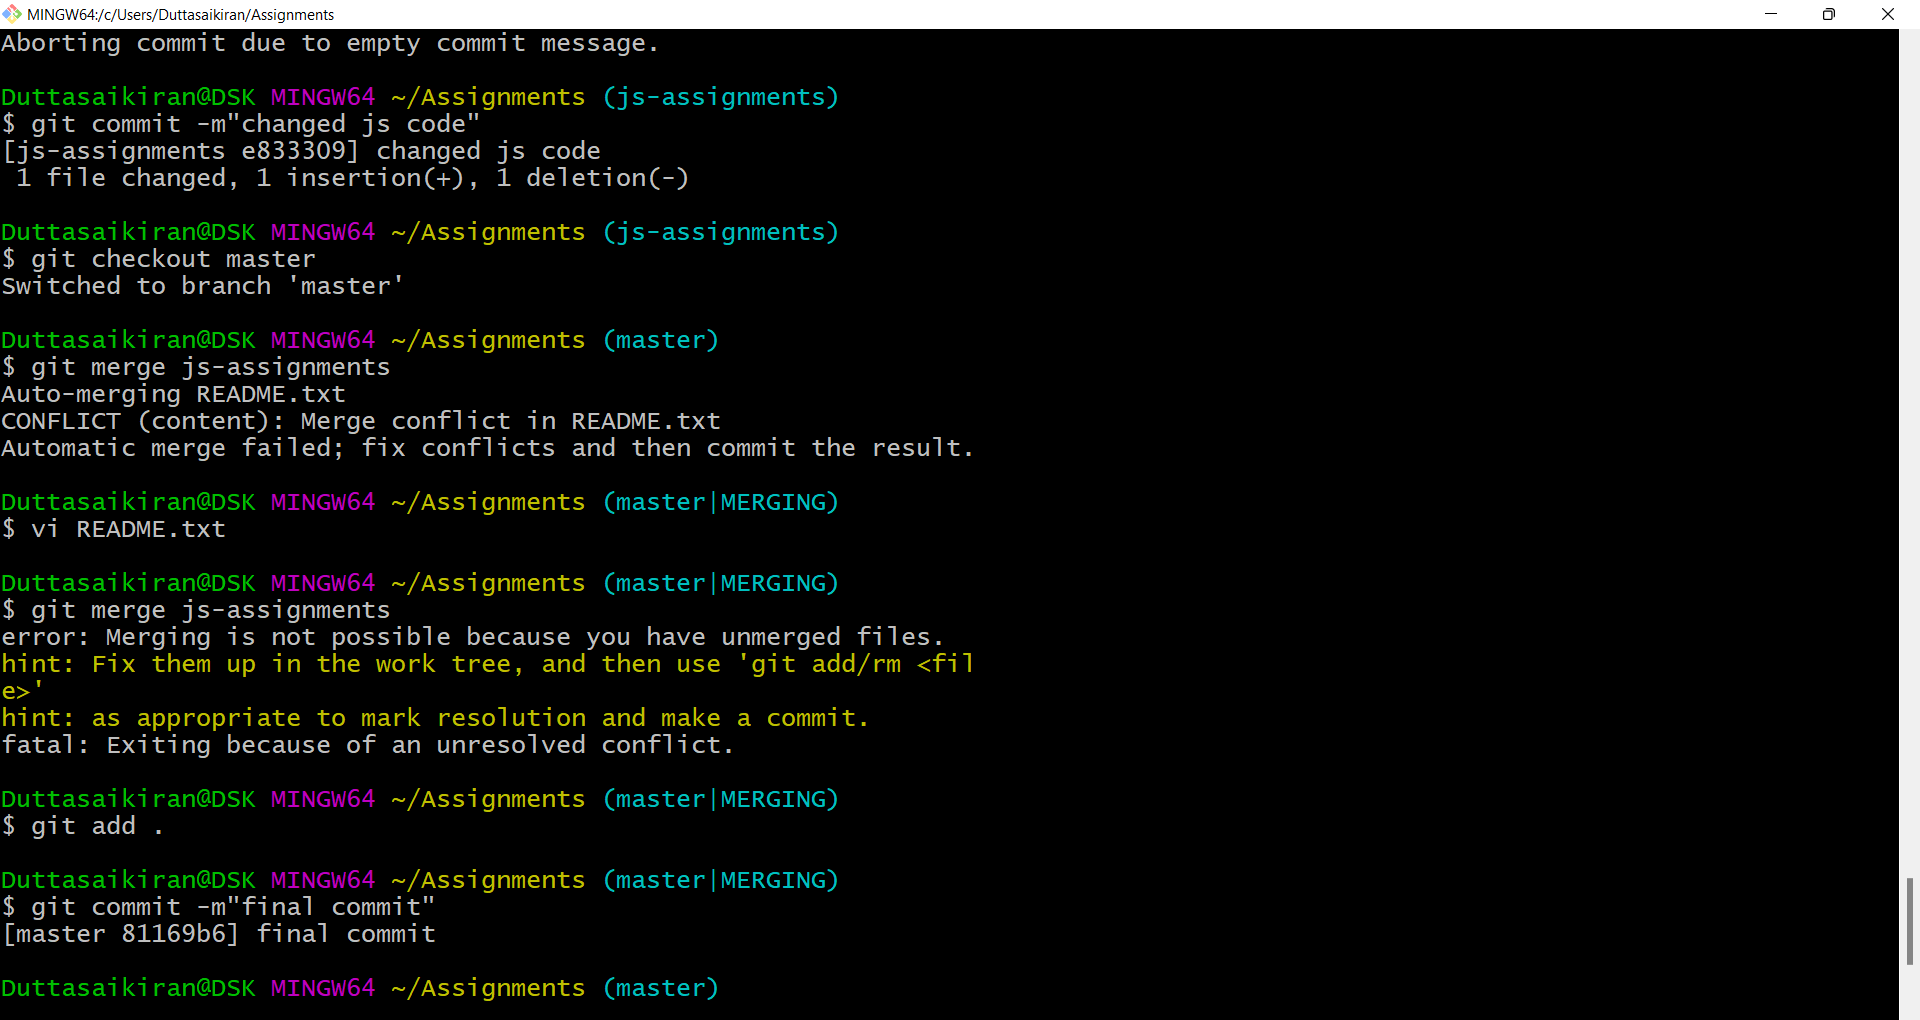 MINGW64:/c/Users/Duttasaikiran/Assignments
Aborting commit due to empty commit message.
Duttasaikiran@DSK MINGW64 ~/Assignments (js-assignments)
$ git commit -m"changed js code"
[js-assignments e833309] changed js code
 1 file changed, 1 insertion(+), 1 deletion(-)
Duttasaikiran@DSK MINGW64 ~/Assignments (js-assignments)
$ git checkout master
Switched to branch 'master'
Duttasaikiran@DSK MINGW64 ~/Assignments (master)
$ git merge js-assignments
Auto-merging README.txt
CONFLICT (content): Merge conflict in README.txt
Automatic merge failed; fix conflicts and then commit the result.
Duttasaikiran@DSK MINGW64 ~/Assignments (master|MERGING)
$ vi README.txt
Duttasaikiran@DSK MINGW64 ~/Assignments (master|MERGING)
$ git merge js-assignments
error: Merging is not possible because you have unmerged files.
hint: Fix them up in the work tree, and then use 'git add/rm <fil
e>'
hint: as appropriate to mark resolution and make a commit.
fatal: Exiting because of an unresolved conflict.
Duttasaikiran@DSK MINGW64 ~/Assignments (master|MERGING)
$ git add .
Duttasaikiran@DSK MINGW64 ~/Assignments (master|MERGING)
$ git commit -m"final commit"
[master 81169b6] final commit
Duttasaikiran@DSK MINGW64 ~/Assignments (master)